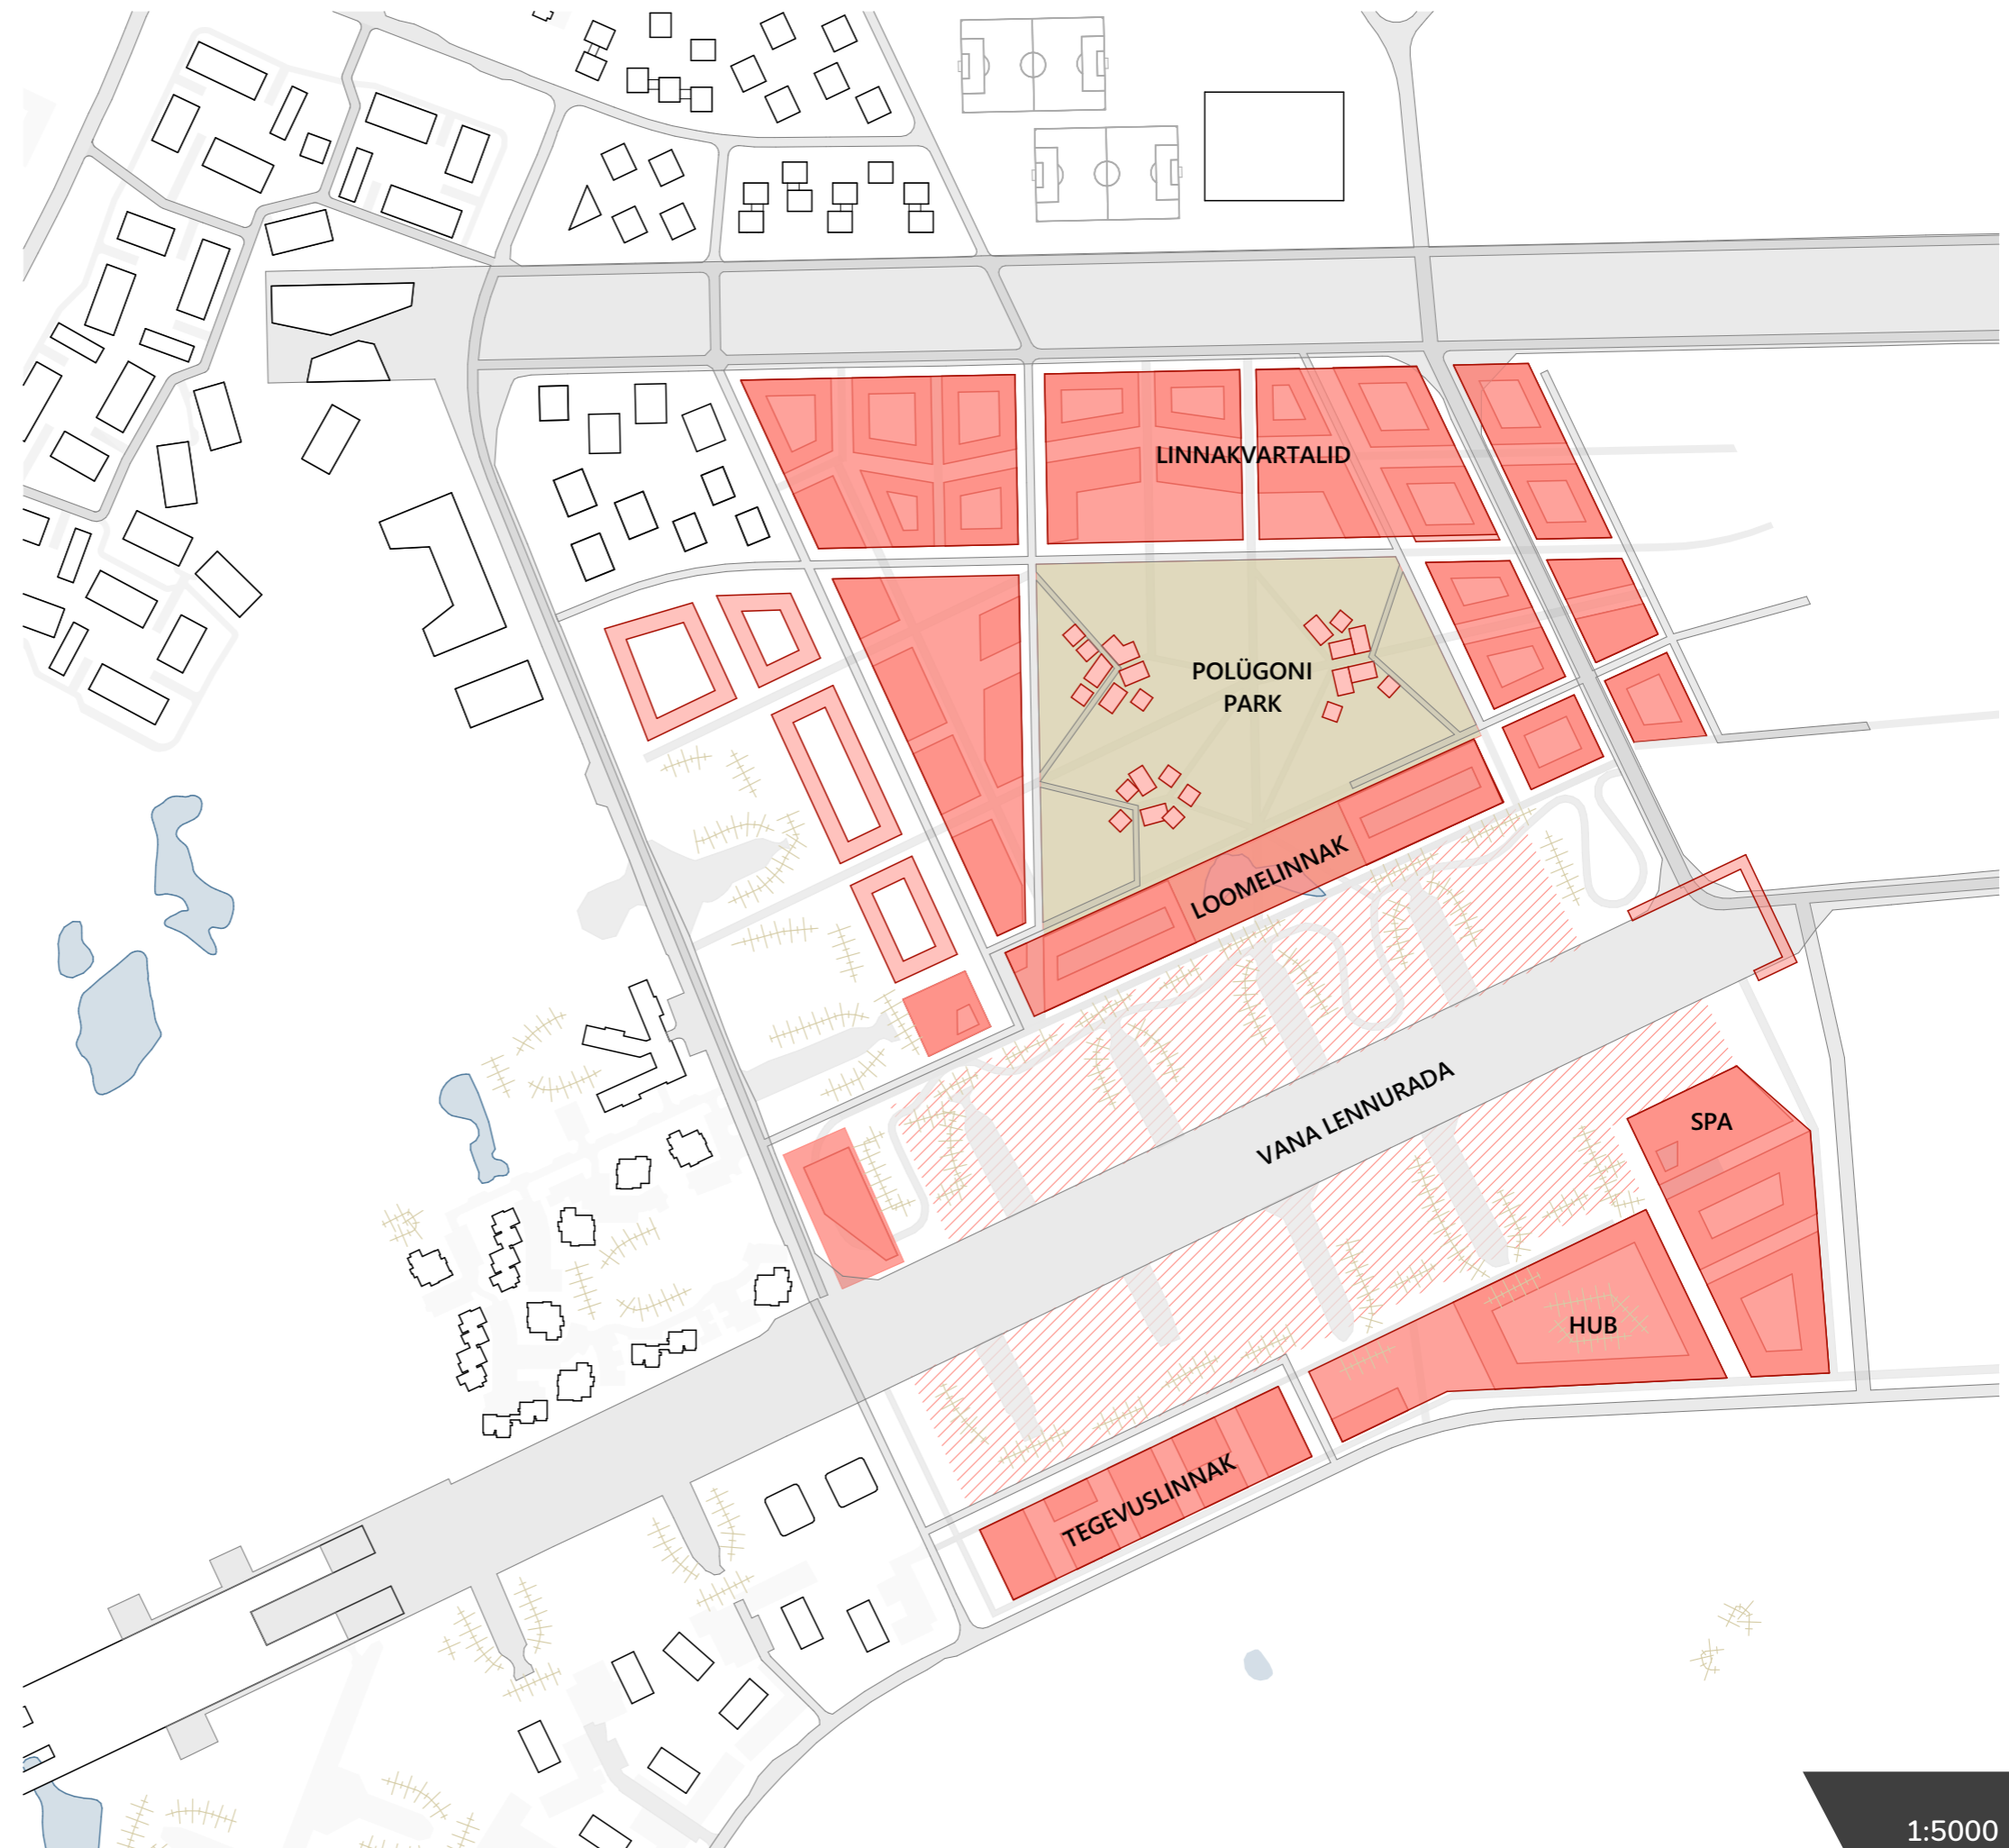 LINNAKVARTALID
POLÜGONI
PARK
LOOMELINNAK
VANA LENNURADA
SPA
HUB
TEGEVUSLINNAK
1:5000